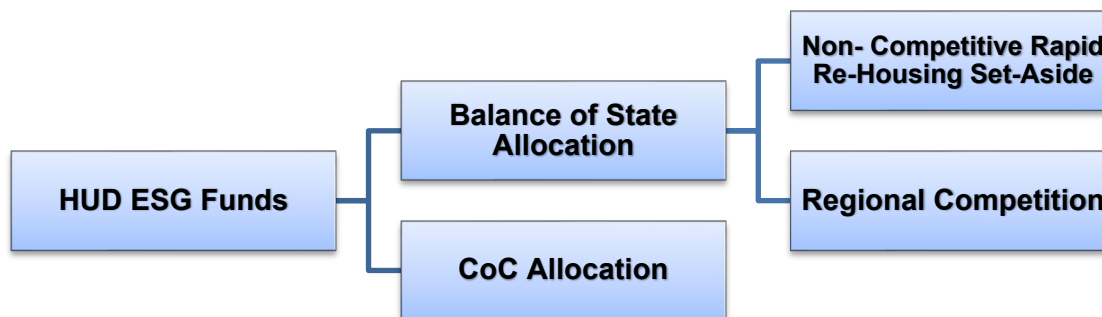 Non- Competitive Rapid
Re-Housing Set-Aside
Balance of State
Allocation
HUD ESG Funds
Regional Competition
CoC Allocation